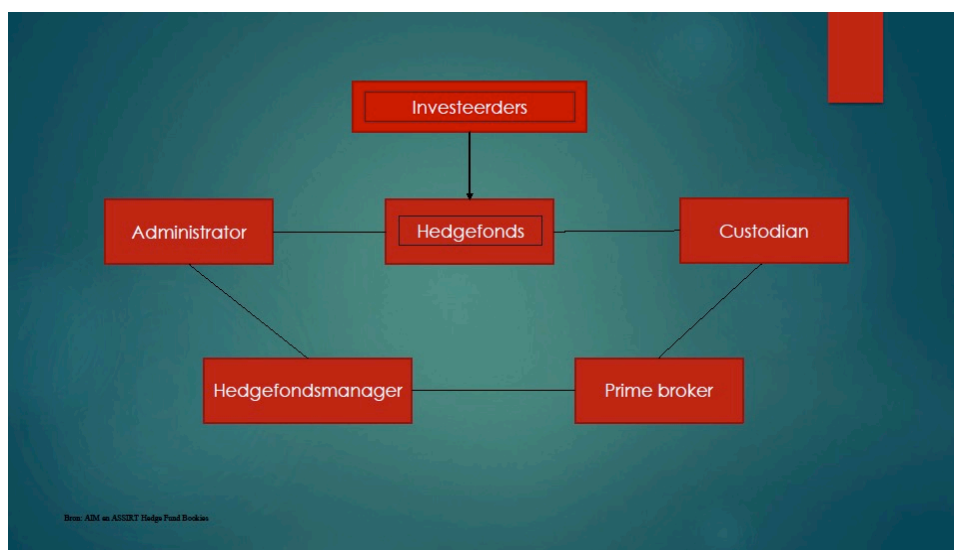 Investeerders
Administrator
Hedgefonds
Custodian
Hedgefondsmanager
Prime broker
Bron: AIM en ASSIRT Hedge Fund Bookies